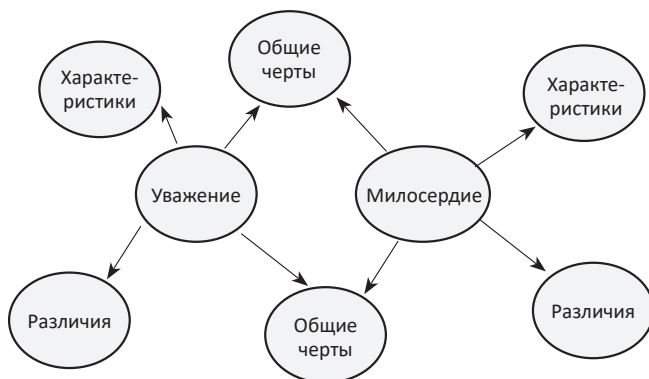 Общие
черты
Характе-
ристики
Характе-
ристики
Уважение
Милосердие
Различия
Общие
черты
Различия